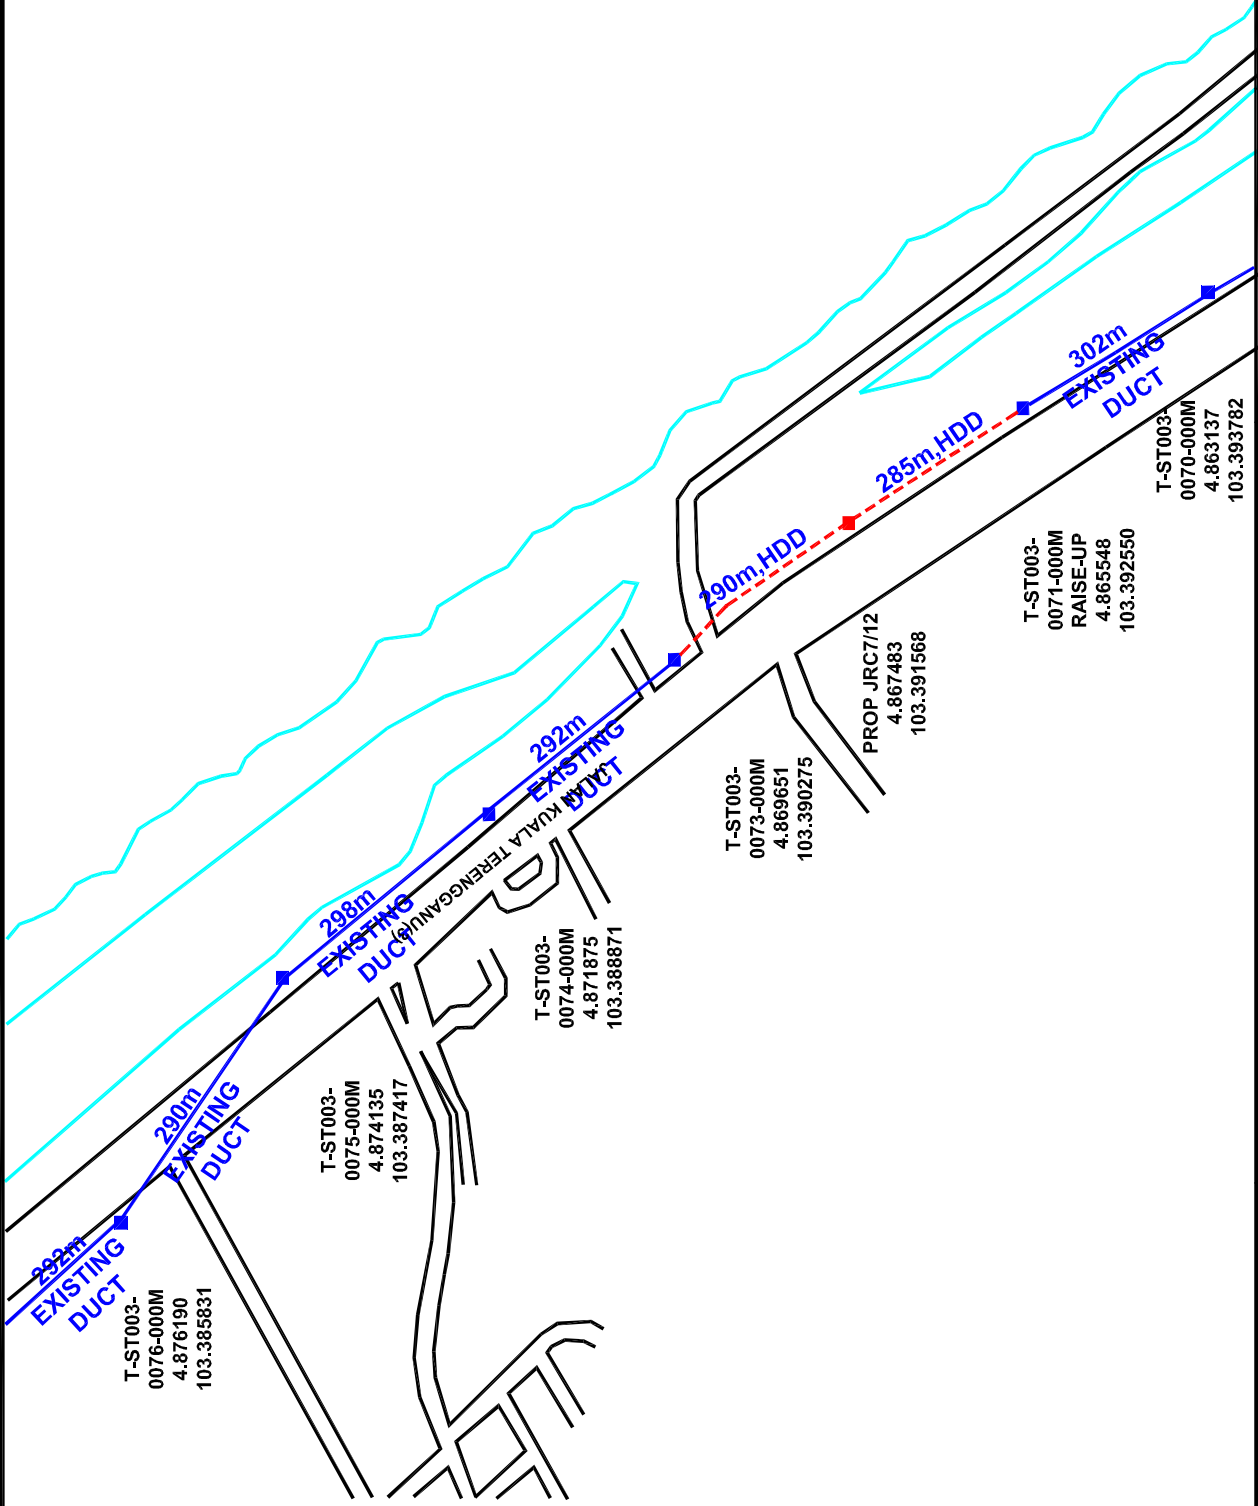 302m
EXISTING
DUCT
T-ST003-
0070-000M
4.863137
103.393782
285m,HDD
T-ST003-
0071-000M
RAISE-UP
4.865548
103.392550
290m,HDD
PROP JRC7/12
4.867483
103.391568
292m
EXISTING
DUCT
T-ST003-
0073-000M
4.869651
103.390275
JALAN KUALA TERENGGANU(3)
298m
EXISTING
DUCT
T-ST003-
0074-000M
4.871875
103.388871
290m
EXISTING
DUCT
T-ST003-
0075-000M
4.874135
103.387417
292m
EXISTING
DUCT
T-ST003-
0076-000M
4.876190
103.385831